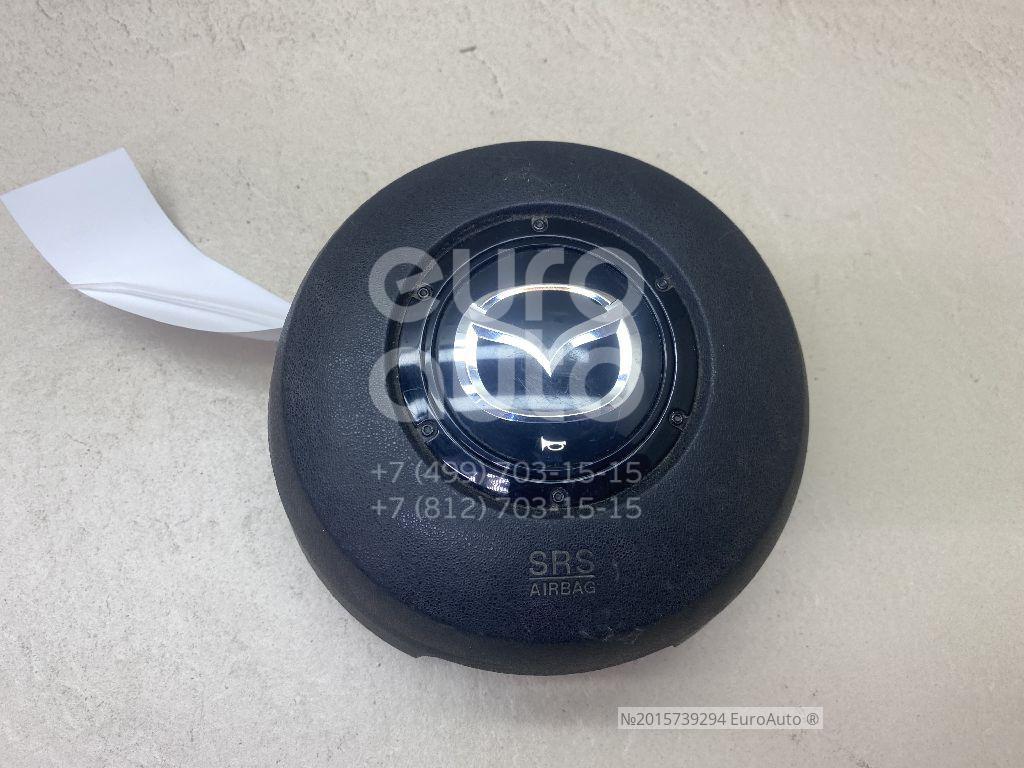 euro
auto
+7 (499) 703-15-15
+7 (812) 703-15-15
SRS
AIRBAG
№2015739294 EuroAuto ®